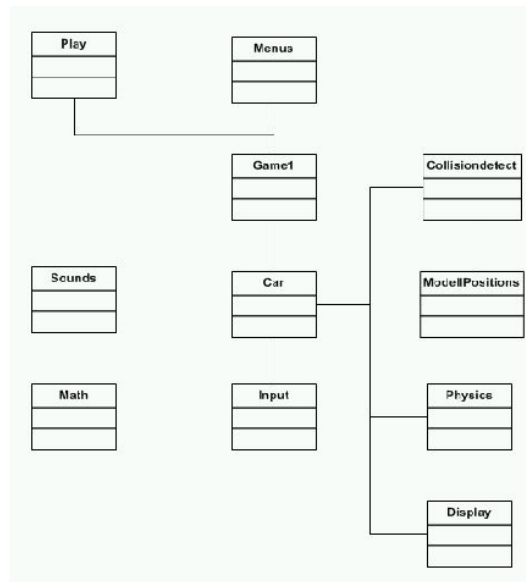 Play
Menus
Game1
Collisiondetect
Sounds
Car
ModellPositions
Math
Input
Physics
Display